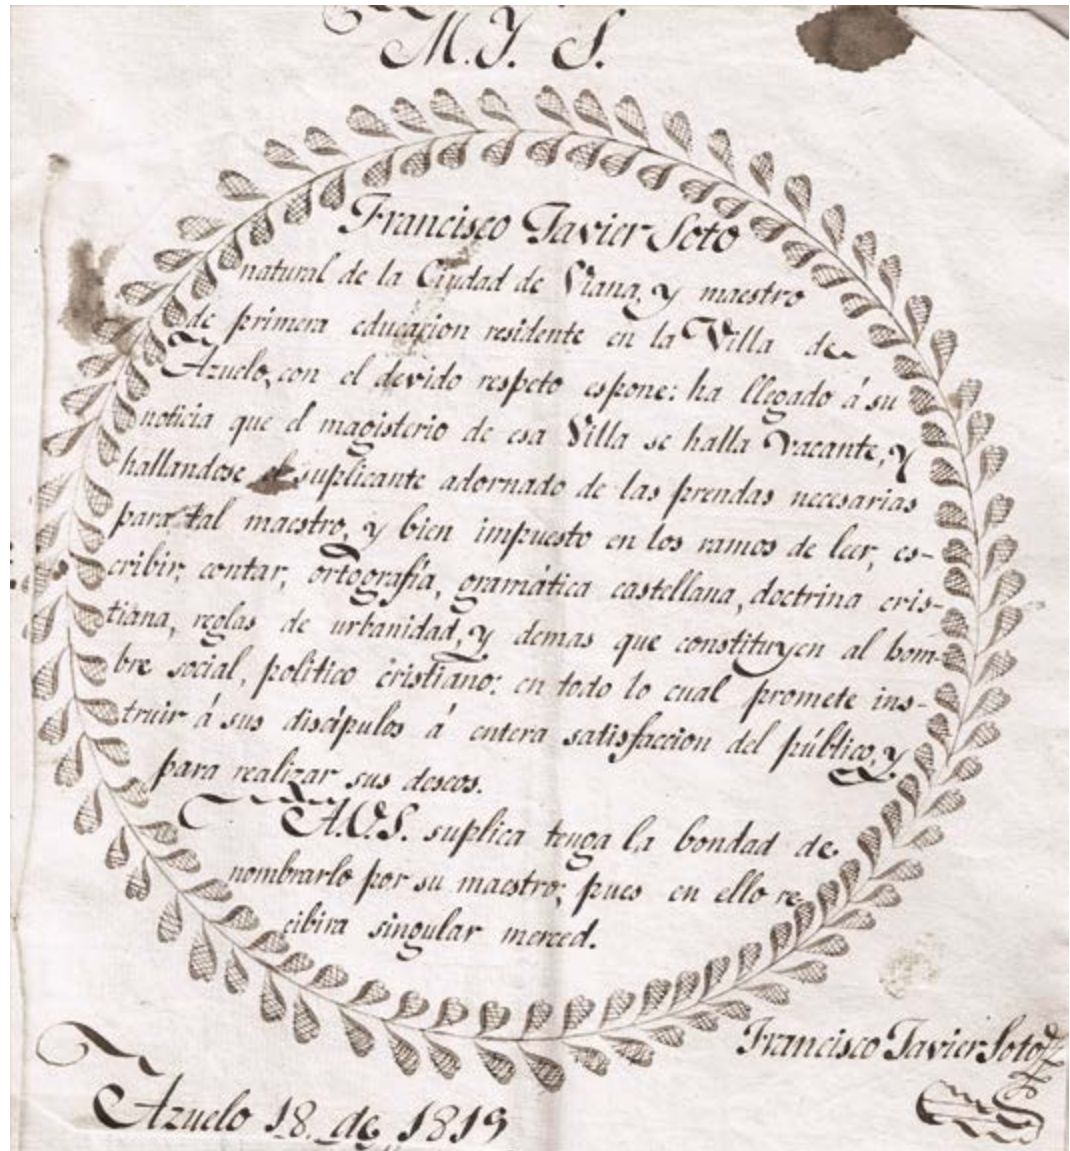 M.Y. S.
Francisco Javier Soto
natural de la Ciudad de Viana, y maestro
de primera educacion residente en la Villa de
Azuelo, con el devido respeto espone: ha llegado á su
noticia que el magisterio de esa Villa se halla vacante, y
hallandose el suplicante adornado de las prendas necesarias
para tal maestro, y bien impuesto en los ramos de leer, es-
cribir, contar, ortografía, gramática castellana, doctrina cris-
tiana, reglas de urbanidad, y demas que constituyen al hom-
bre social, politico cristiano: en todo lo cual promete ins-
truir á sus discípulos á entera satisfaccion del público, y
para realizar sus deseos.
A.V.S. suplica tenga la bondad de
nombrarlo por su maestro; pues en ello re
cibira singular merced.
Francisco Javier Soto
Azuelo 18 de 1819